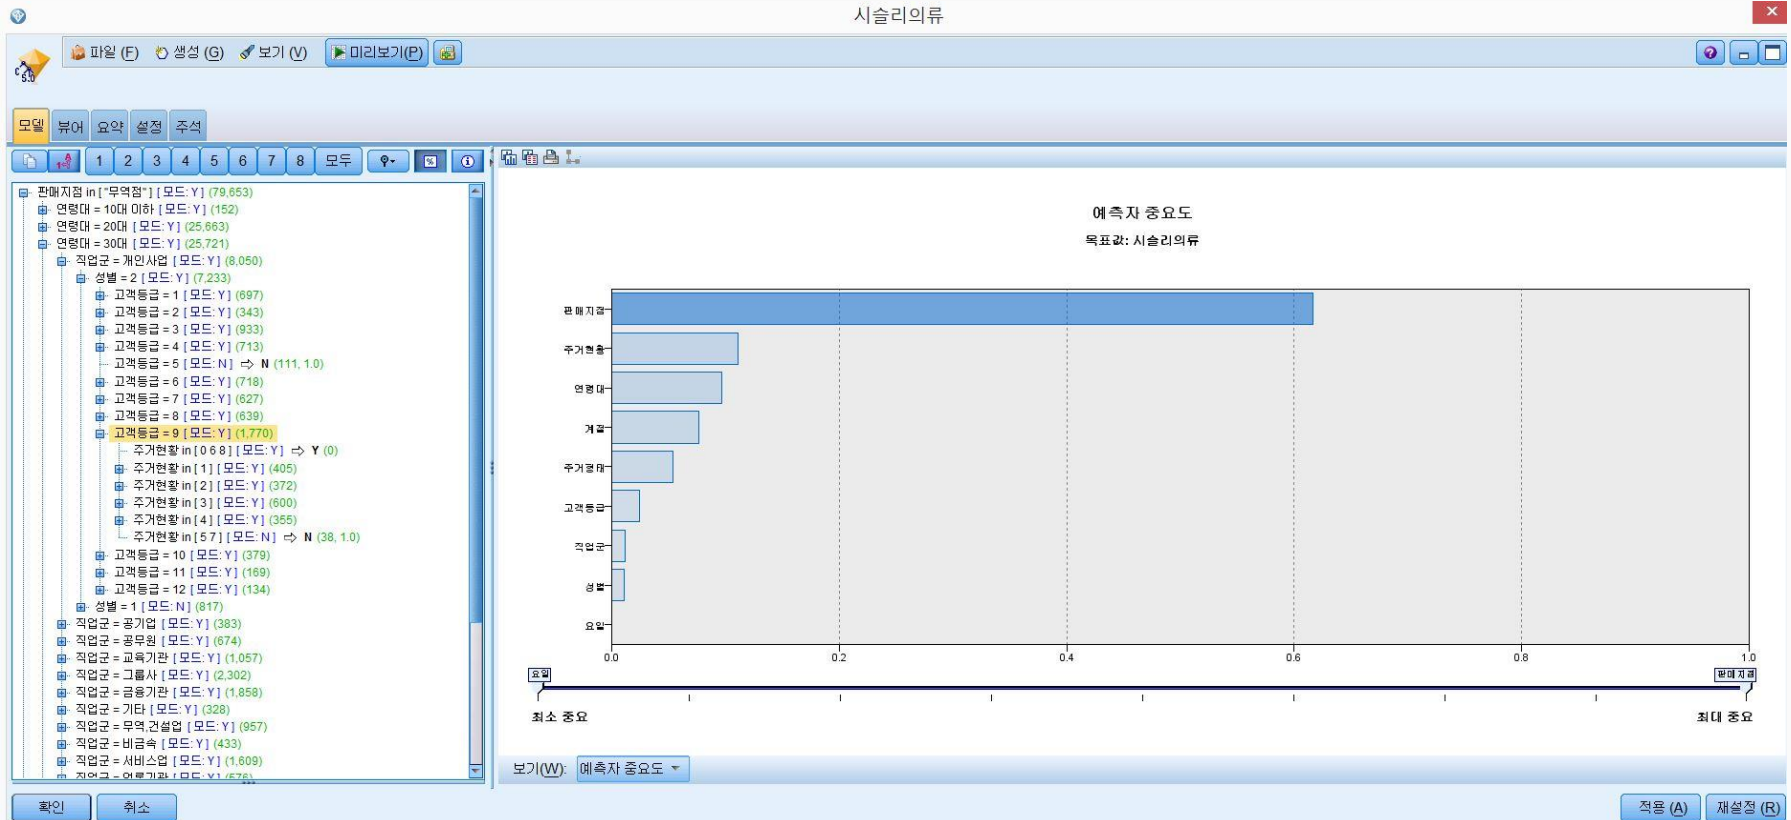 시슬리의류
파일 (F) 생성 (G) 보기 (V) 미리보기(P)
C 5.0
모델 뷰어 요약 설정 주석
1 2 3 4 5 6 7 8 모두 %
판매지점 in ["무역점"] [모드: Y] (79,653)
연령대 = 10대 이하 [모드: Y] (152)
연령대 = 20대 [모드: Y] (25,663)
연령대 = 30대 [모드: Y] (25,721)
직업군 = 개인사업 [모드: Y] (8,050)
성별 = 2 [모드: Y] (7,233)
고객등급 = 1 [모드: Y] (697)
고객등급 = 2 [모드: Y] (343)
고객등급 = 3 [모드: Y] (933)
고객등급 = 4 [모드: Y] (713)
고객등급 = 5 [모드: N] ⇨ N (111, 1.0)
고객등급 = 6 [모드: Y] (718)
고객등급 = 7 [모드: Y] (627)
고객등급 = 8 [모드: Y] (639)
고객등급 = 9 [모드: Y] (1,770)
주거현황 in [0 6 8] [모드: Y] ⇨ Y (0)
주거현황 in [1] [모드: Y] (405)
주거현황 in [2] [모드: Y] (372)
주거현황 in [3] [모드: Y] (600)
주거현황 in [4] [모드: Y] (355)
주거현황 in [5 7] [모드: N] ⇨ N (38, 1.0)
고객등급 = 10 [모드: Y] (379)
고객등급 = 11 [모드: Y] (169)
고객등급 = 12 [모드: Y] (134)
성별 = 1 [모드: N] (817)
직업군 = 공기업 [모드: Y] (383)
직업군 = 공무원 [모드: Y] (674)
직업군 = 교육기관 [모드: Y] (1,057)
직업군 = 그룹사 [모드: Y] (2,302)
직업군 = 금융기관 [모드: Y] (1,858)
직업군 = 기타 [모드: Y] (328)
직업군 = 무역,건설업 [모드: Y] (957)
직업군 = 비금속 [모드: Y] (433)
직업군 = 서비스업 [모드: Y] (1,609)
직업군 = 언론기관 [모드: Y] (576)
예측자 중요도
목표값: 시슬리의류
판매지점
주거현황
연령대
계절
주거형태
고객등급
직업군
성별
요일
0.0 0.2 0.4 0.6 0.8 1.0
요일 판매지점
최소 중요 최대 중요
보기(W): 예측자 중요도
확인 취소 적용 (A) 재설정 (R)